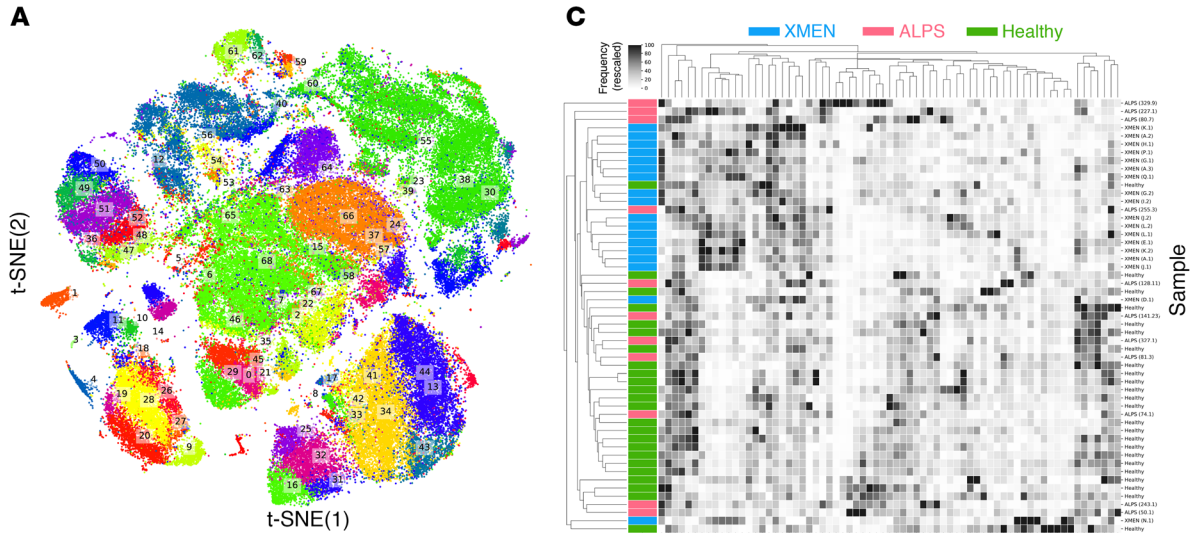 A
C
XMEN
ALPS
Healthy
Frequency
(rescaled)
100
80
60
40
20
0
61
62
59
60
40
56
55
54
12
53
64
50
49
51
52
48
36
47
63
65
66
23
39
38
30
24
37
57
15
5
6
68
58
67
22
7
2
46
1
10
11
14
3
18
4
19
26
28
27
20
9
35
45
29
0
21
17
8
41
44
13
42
34
33
43
25
32
31
16
t-SNE(1)
t-SNE(2)
ALPS (329.9)
ALPS (227.1)
ALPS (80.7)
XMEN (K.1)
XMEN (A.2)
XMEN (H.1)
XMEN (P.1)
XMEN (G.1)
XMEN (A.3)
XMEN (Q.1)
Healthy
XMEN (G.2)
XMEN (I.2)
ALPS (255.3)
XMEN (J.2)
XMEN (L.2)
XMEN (L.1)
XMEN (E.1)
XMEN (K.2)
XMEN (A.1)
XMEN (J.1)
Healthy
ALPS (128.11)
Healthy
XMEN (D.1)
Healthy
ALPS (141.23)
Healthy
Healthy
ALPS (327.1)
Healthy
ALPS (81.3)
Healthy
Healthy
Healthy
Healthy
Healthy
Healthy
ALPS (74.1)
Healthy
Healthy
Healthy
Healthy
Healthy
Healthy
Healthy
Healthy
Healthy
Healthy
ALPS (243.1)
ALPS (50.1)
XMEN (N.1)
Healthy
Sample